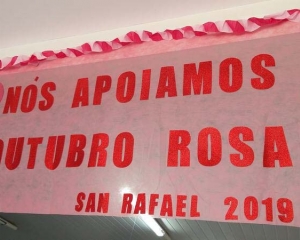 NÓS APOIAMOS
OUTUBRO ROSA
SAN RAFAEL 2019